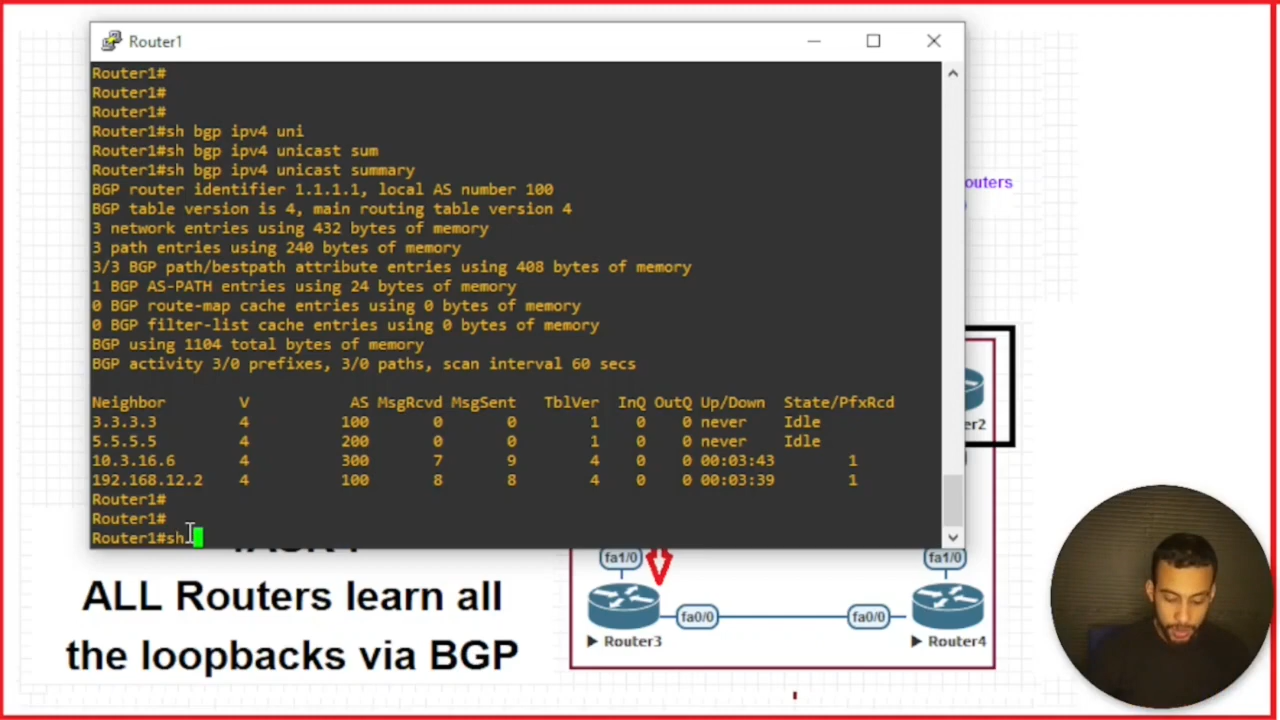 Router1
Router1#
Router1#
Router1#
Router1#sh bgp ipv4 uni
Router1#sh bgp ipv4 unicast sum
Router1#sh bgp ipv4 unicast summary
BGP router identifier 1.1.1.1, local AS number 100
BGP table version is 4, main routing table version 4
3 network entries using 432 bytes of memory
3 path entries using 240 bytes of memory
3/3 BGP path/bestpath attribute entries using 408 bytes of memory
1 BGP AS-PATH entries using 24 bytes of memory
0 BGP route-map cache entries using 0 bytes of memory
0 BGP filter-list cache entries using 0 bytes of memory
BGP using 1104 total bytes of memory
BGP activity 3/0 prefixes, 3/0 paths, scan interval 60 secs
Neighbor V AS MsgRcvd MsgSent TblVer InQ OutQ Up/Down State/PfxRcd
3.3.3.3 4 100 0 0 1 0 0 never Idle
5.5.5.5 4 200 0 0 1 0 0 never Idle
10.3.16.6 4 300 7 9 4 0 0 00:03:43 1
192.168.12.2 4 100 8 8 4 0 0 00:03:39 1
Router1#
Router1#
Router1#sh
outers
er2
ALL Routers learn all
the loopbacks via BGP
fa1/0 fa1/0
fa0/0 fa0/0
Router3 Router4